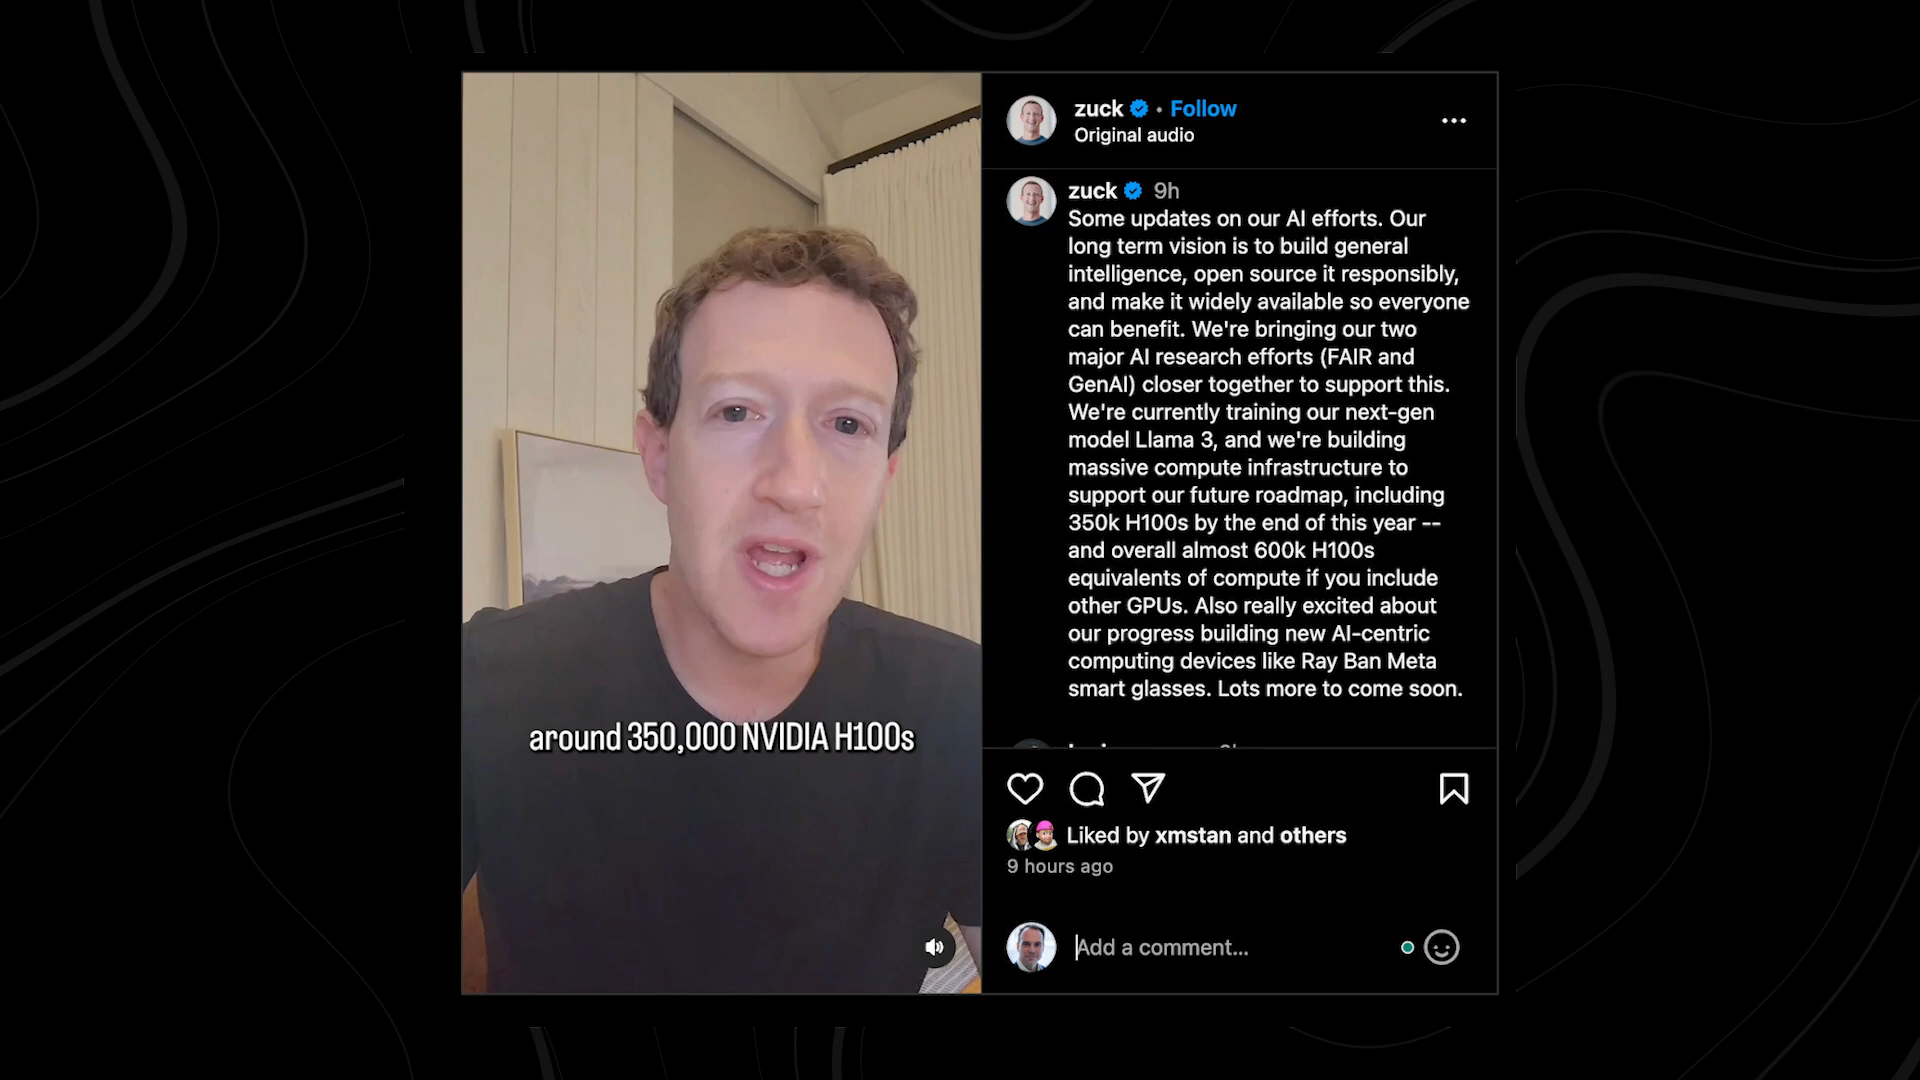 around 350,000 NVIDIA H100s
zuck • Follow
Original audio
zuck 9h
Some updates on our AI efforts. Our
long term vision is to build general
intelligence, open source it responsibly,
and make it widely available so everyone
can benefit. We're bringing our two
major AI research efforts (FAIR and
GenAI) closer together to support this.
We're currently training our next-gen
model Llama 3, and we're building
massive compute infrastructure to
support our future roadmap, including
350k H100s by the end of this year --
and overall almost 600k H100s
equivalents of compute if you include
other GPUs. Also really excited about
our progress building new AI-centric
computing devices like Ray Ban Meta
smart glasses. Lots more to come soon.
Liked by xmstan and others
9 hours ago
Add a comment...